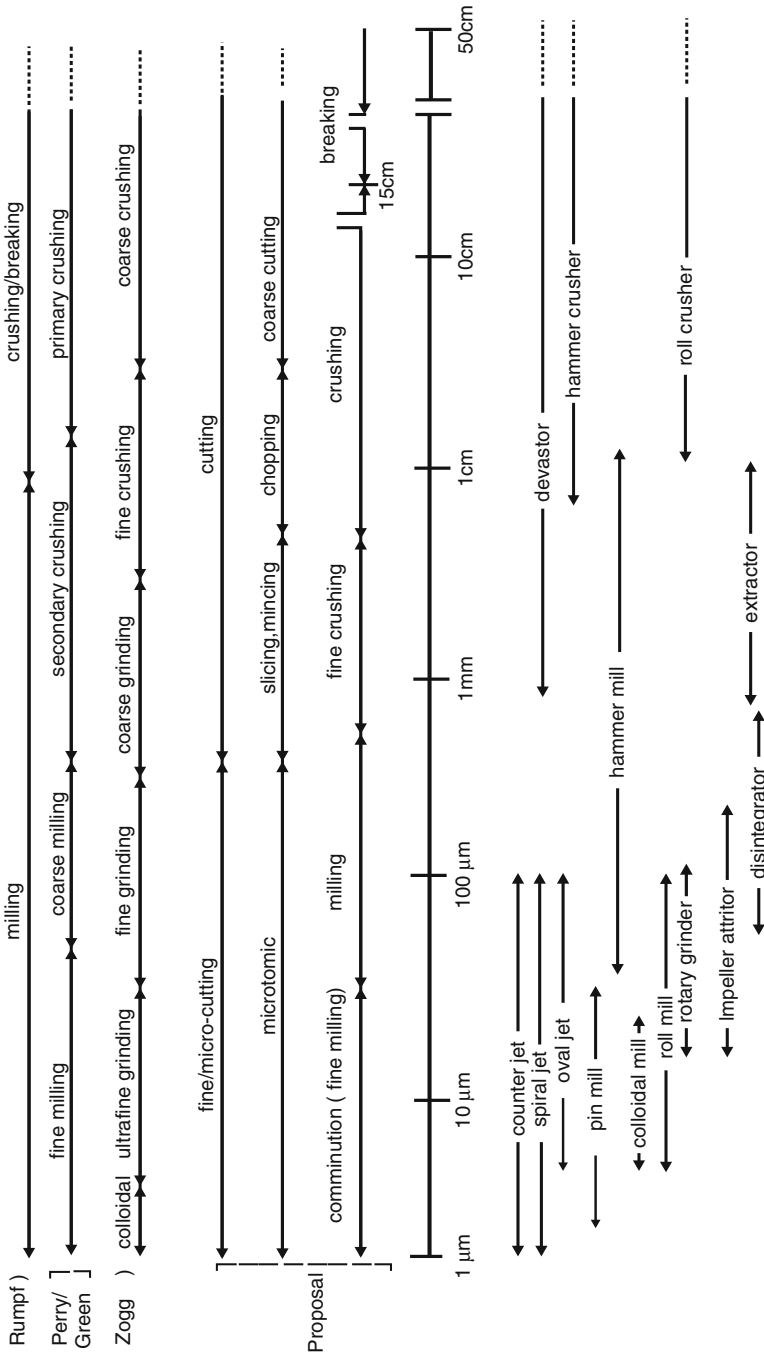 Rumpf )
milling
crushing/breaking
Perry/
Green
fine milling
coarse milling
secondary crushing
primary crushing
Zogg )
colloidal
ultrafine grinding
fine grinding
coarse grinding
fine crushing
coarse crushing
Proposal
fine/micro-cutting
cutting
microtomic
slicing,mincing
chopping
coarse cutting
comminution ( fine milling)
milling
fine crushing
crushing
breaking
15cm
1 μm
10 μm
100 μm
1mm
1cm
10cm
50cm
counter jet
spiral jet
devastor
oval jet
hammer crusher
pin mill
hammer mill
colloidal mill
roll mill
rotary grinder
roll crusher
Impeller attritor
extractor
disintegrator